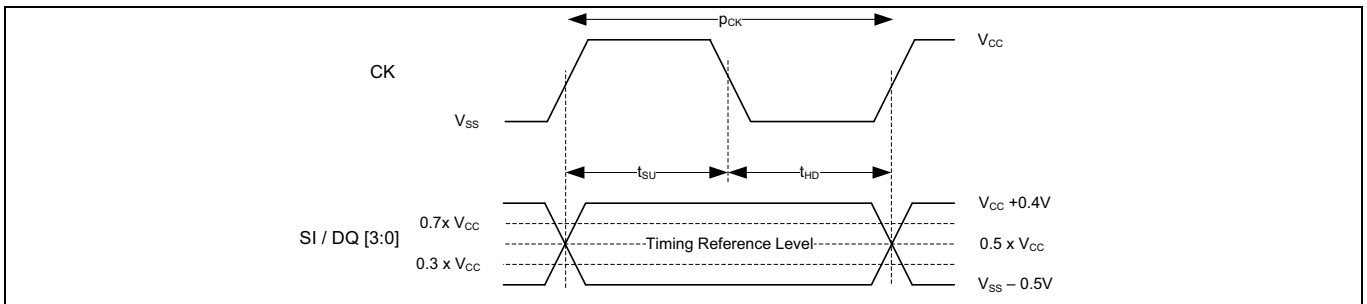 pCK
VCC
CK
VSS
tSU
tHD
VCC +0.4V
0.7x VCC
SI / DQ [3:0]
Timing Reference Level
0.5 x VCC
0.3 x VCC
VSS – 0.5V